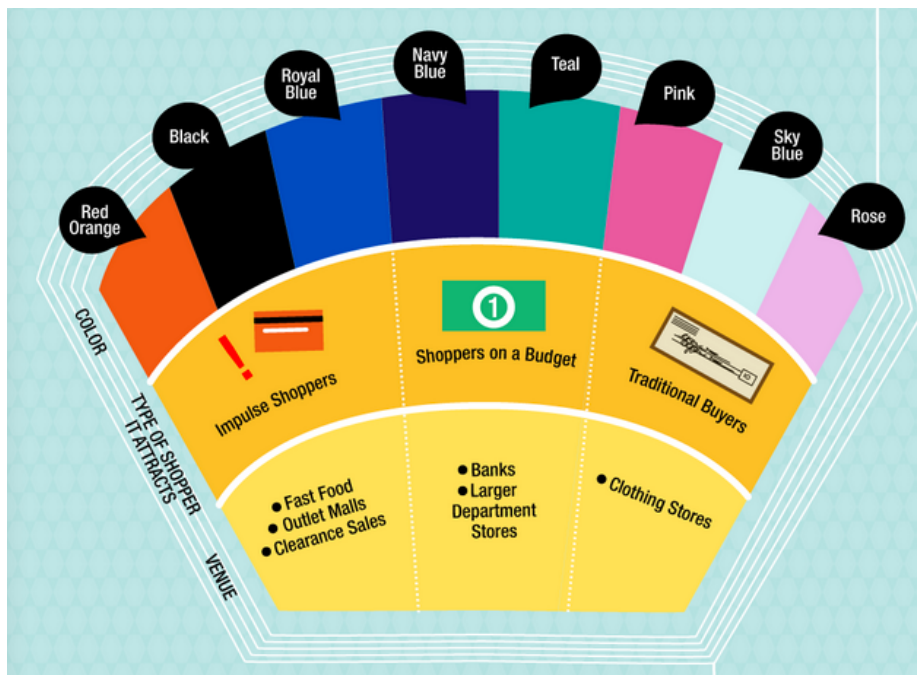 Red
Orange
Black
Royal
Blue
Navy
Blue
Teal
Pink
Sky
Blue
Rose
COLOR
1
Impulse Shoppers
Shoppers on a Budget
Traditional Buyers
TYPE OF SHOPPER
IT ATTRACTS
● Fast Food
● Outlet Malls
● Clearance Sales
● Banks
● Larger
Department
Stores
● Clothing Stores
VENUE